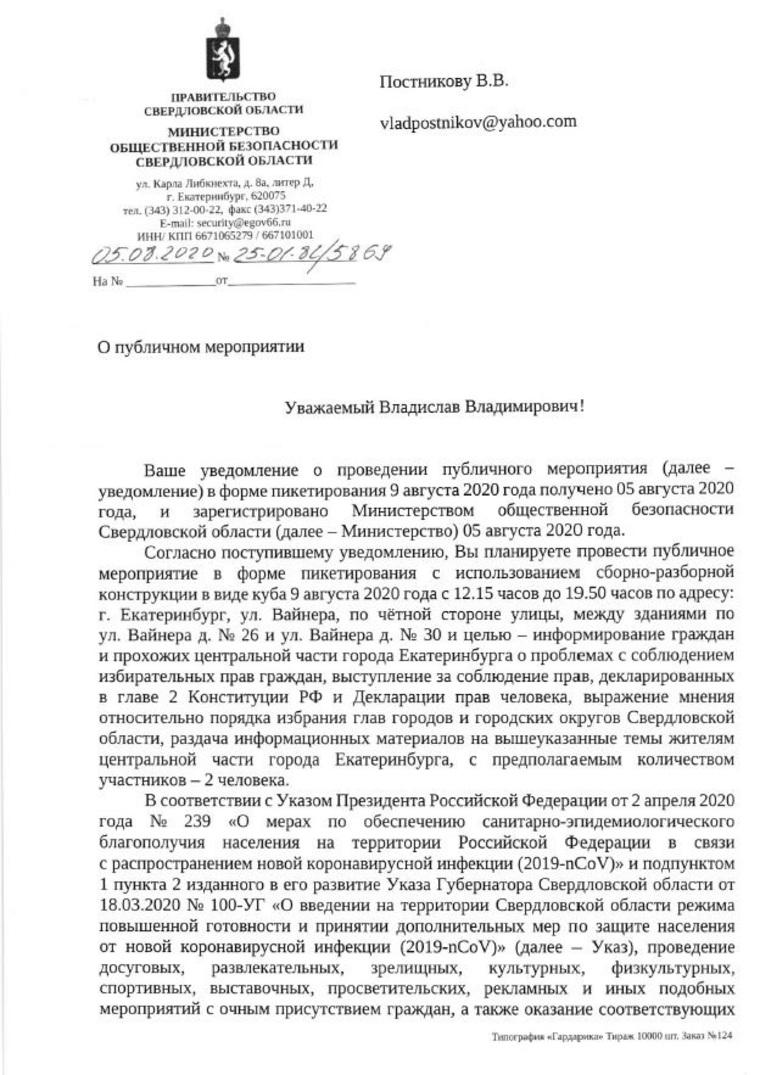 ПРАВИТЕЛЬСТВО
СВЕРДЛОВСКОЙ ОБЛАСТИ
МИНИСТЕРСТВО
ОБЩЕСТВЕННОЙ БЕЗОПАСНОСТИ
СВЕРДЛОВСКОЙ ОБЛАСТИ
ул. Карла Либкнехта, д. 8а, литер Д,
г. Екатеринбург, 620075
тел. (343) 312-00-22, факс (343)371-40-22
E-mail: security@egov66.ru
ИНН/ КПП 6671065279 / 667101001
05.08.2020 № 25-01-81/5869
На № от
Постникову В.В.
vladpostnikov@yahoo.com
О публичном мероприятии
Уважаемый Владислав Владимирович!
Ваше уведомление о проведении публичного мероприятия (далее –
уведомление) в форме пикетирования 9 августа 2020 года получено 05 августа 2020
года, и зарегистрировано Министерством общественной безопасности
Свердловской области (далее – Министерство) 05 августа 2020 года.
Согласно поступившему уведомлению, Вы планируете провести публичное
мероприятие в форме пикетирования с использованием сборно-разборной
конструкции в виде куба 9 августа 2020 года с 12.15 часов до 19.50 часов по адресу:
г. Екатеринбург, ул. Вайнера, по чётной стороне улицы, между зданиями по
ул. Вайнера д. № 26 и ул. Вайнера д. № 30 и целью – информирование граждан
и прохожих центральной части города Екатеринбурга о проблемах с соблюдением
избирательных прав граждан, выступление за соблюдение прав, декларированных
в главе 2 Конституции РФ и Декларации прав человека, выражение мнения
относительно порядка избрания глав городов и городских округов Свердловской
области, раздача информационных материалов на вышеуказанные темы жителям
центральной части города Екатеринбурга, с предполагаемым количеством
участников – 2 человека.
В соответствии с Указом Президента Российской Федерации от 2 апреля 2020
года № 239 «О мерах по обеспечению санитарно-эпидемиологического
благополучия населения на территории Российской Федерации в связи
с распространением новой коронавирусной инфекции (2019-nCoV)» и подпунктом
1 пункта 2 изданного в его развитие Указа Губернатора Свердловской области от
18.03.2020 № 100-УГ «О введении на территории Свердловской области режима
повышенной готовности и принятии дополнительных мер по защите населения
от новой коронавирусной инфекции (2019-nCoV)» (далее – Указ), проведение
досуговых, развлекательных, зрелищных, культурных, физкультурных,
спортивных, выставочных, просветительских, рекламных и иных подобных
мероприятий с очным присутствием граждан, а также оказание соответствующих
Типография «Гардарика» Тираж 10000 шт. Заказ №124